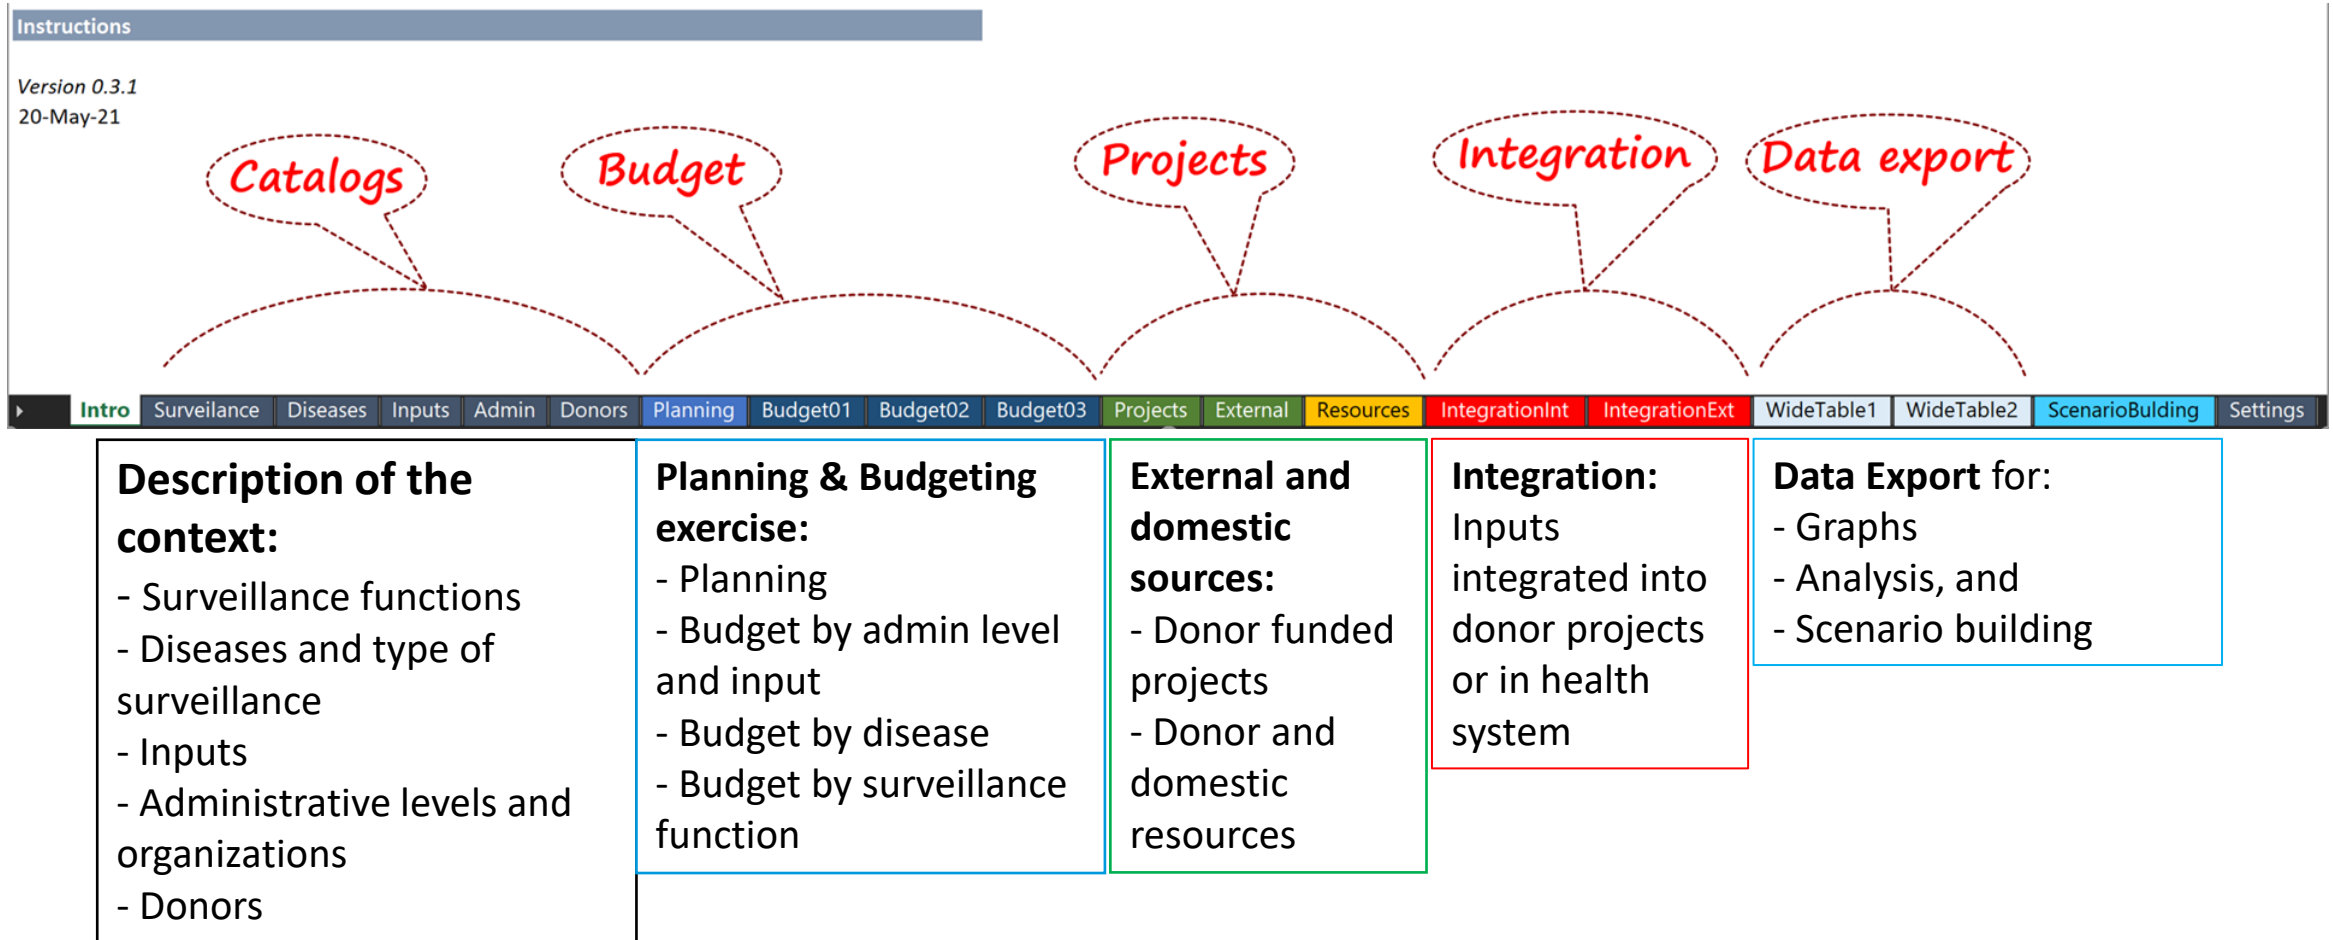 Instructions
Version 0.3.1
20-May-21
Catalogs
Budget
Projects
Integration
Data export
Intro Surveilance Diseases Inputs Admin Donors Planning Budget01 Budget02 Budget03 Projects External Resources IntegrationInt IntegrationExt WideTable1 WideTable2 ScenarioBulding Settings
Description of the
context:
- Surveillance functions
- Diseases and type of
surveillance
- Inputs
- Administrative levels and
organizations
- Donors
Planning & Budgeting
exercise:
- Planning
- Budget by admin level
and input
- Budget by disease
- Budget by surveillance
function
External and
domestic
sources:
- Donor funded
projects
- Donor and
domestic
resources
Integration:
Inputs
integrated into
donor projects
or in health
system
Data Export for:
- Graphs
- Analysis, and
- Scenario building